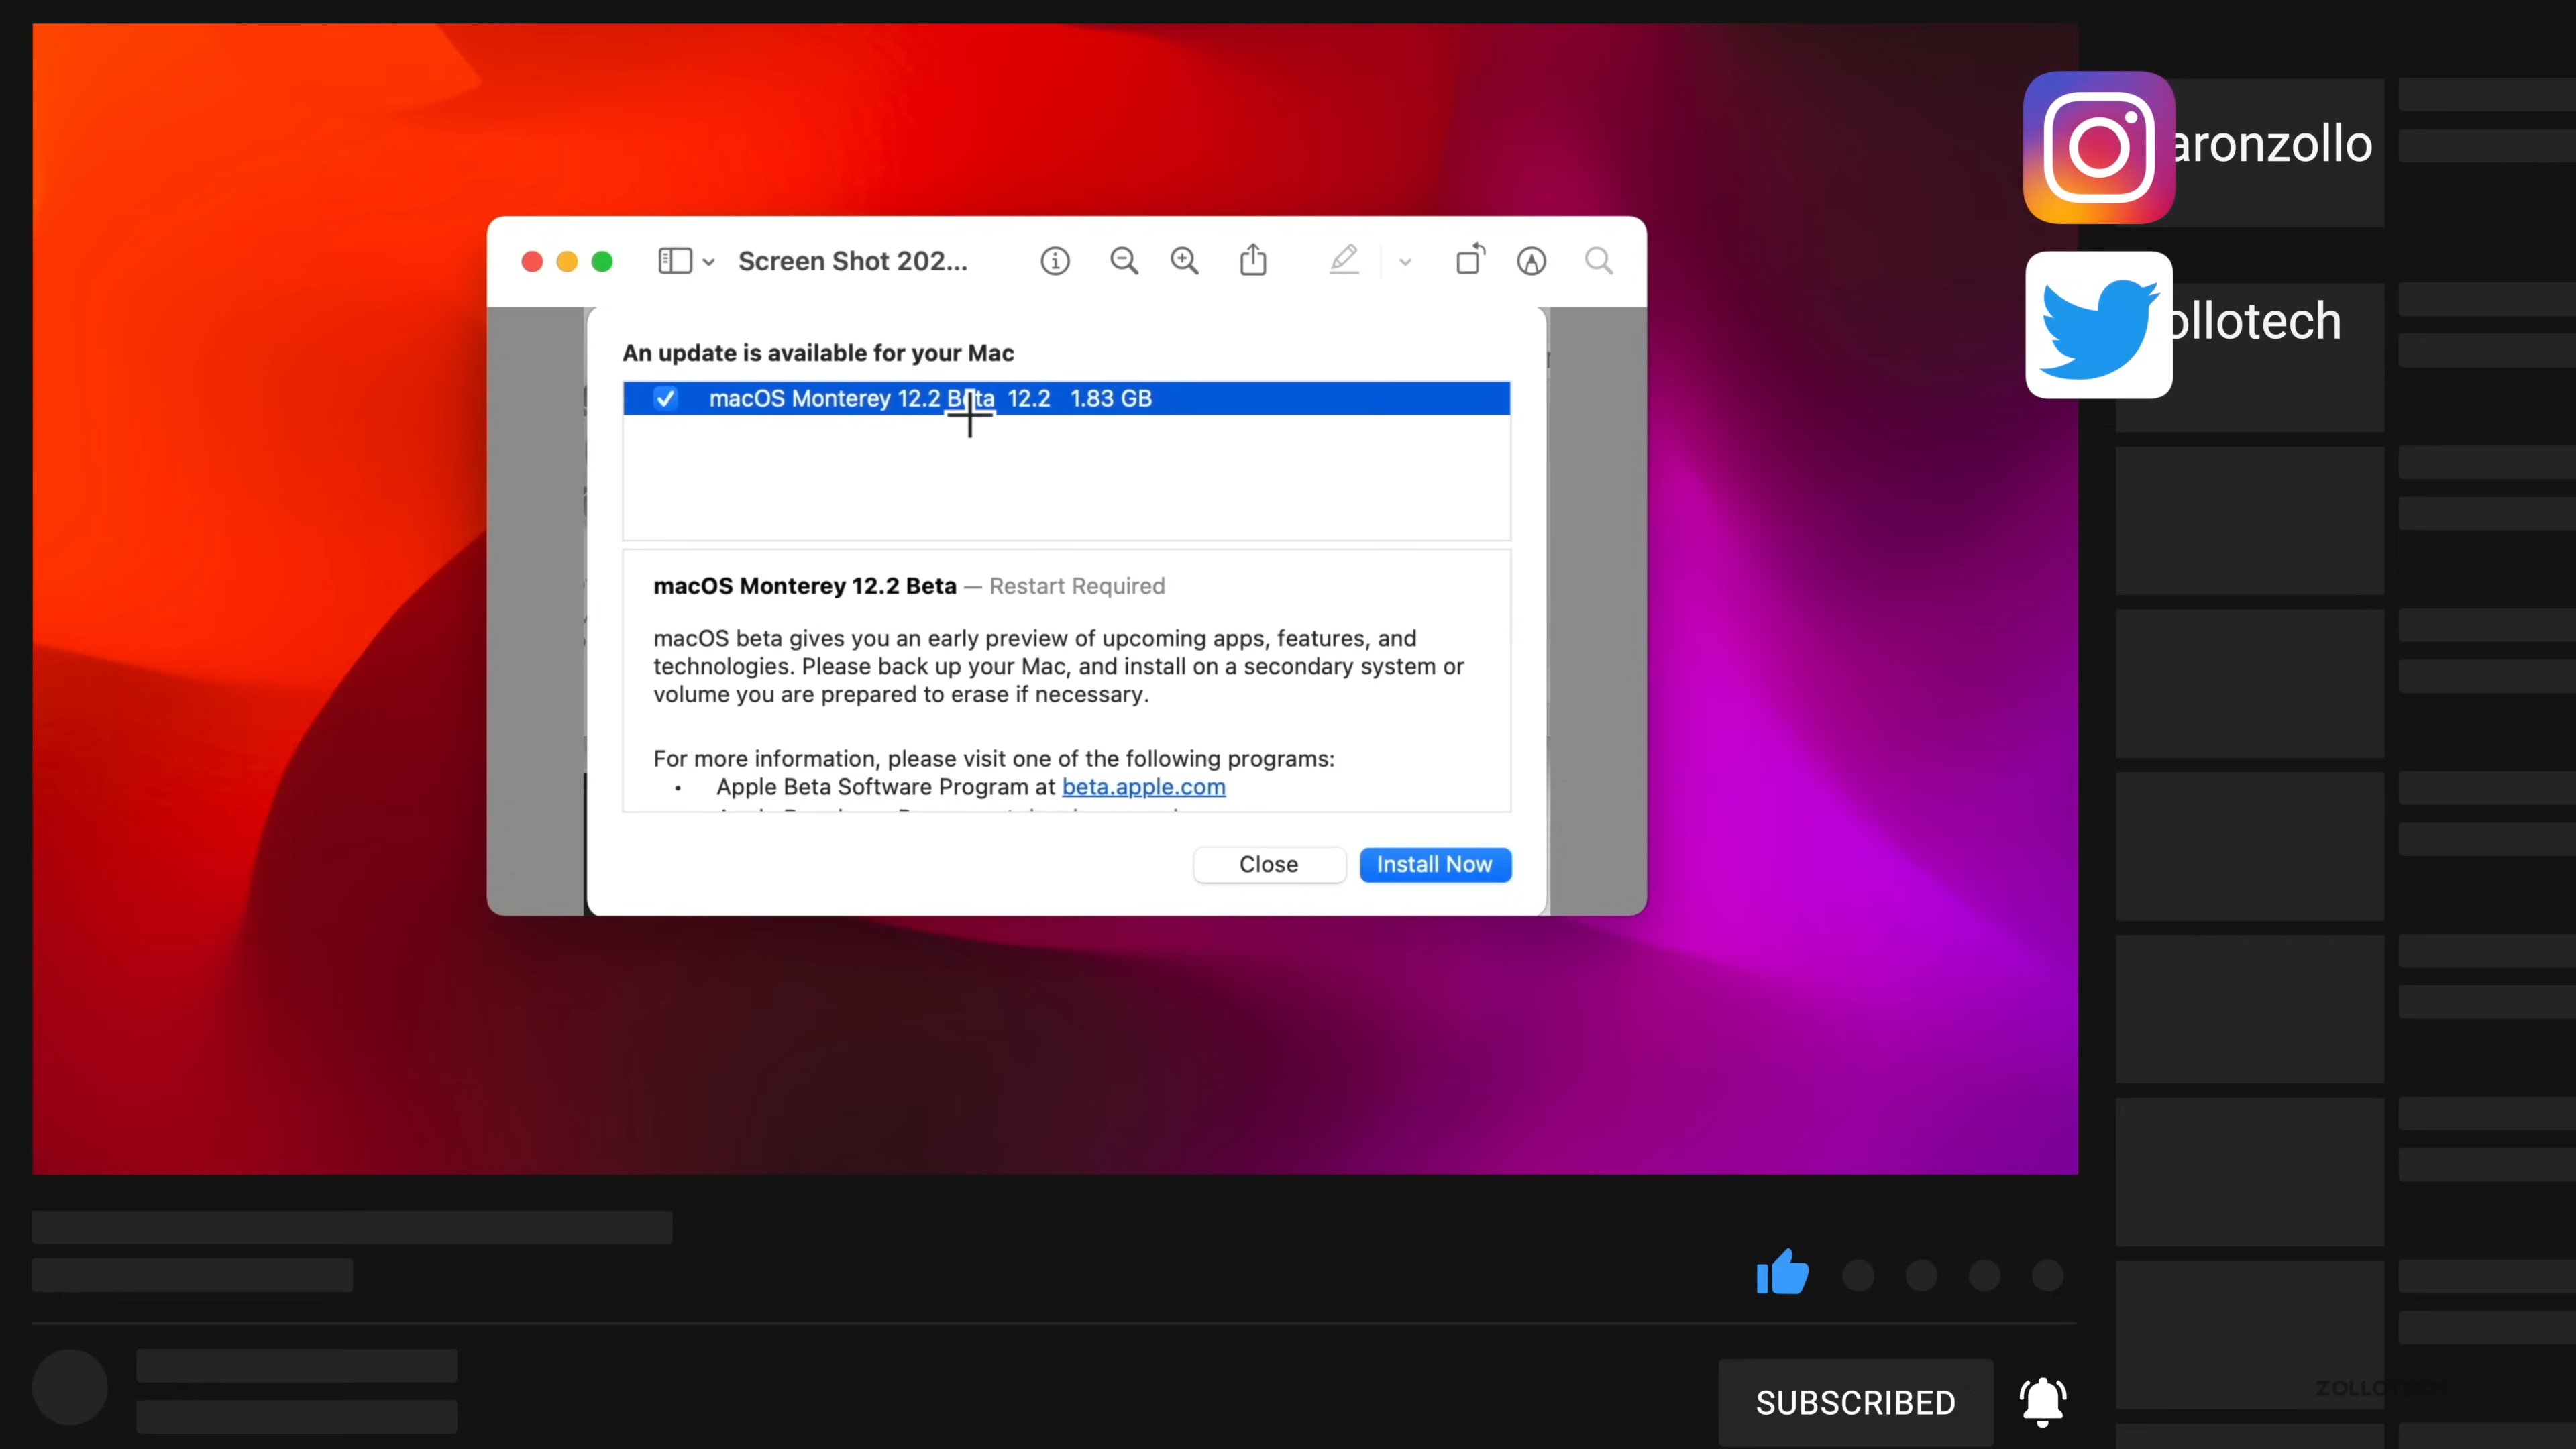 aronzollo
ollotech
Screen Shot 202...
An update is available for your Mac
macOS Monterey 12.2 Beta 12.2 1.83 GB
macOS Monterey 12.2 Beta — Restart Required
macOS beta gives you an early preview of upcoming apps, features, and
technologies. Please back up your Mac, and install on a secondary system or
volume you are prepared to erase if necessary.
For more information, please visit one of the following programs:
• Apple Beta Software Program at beta.apple.com
Close
Install Now
SUBSCRIBED
ZOLLOTECH